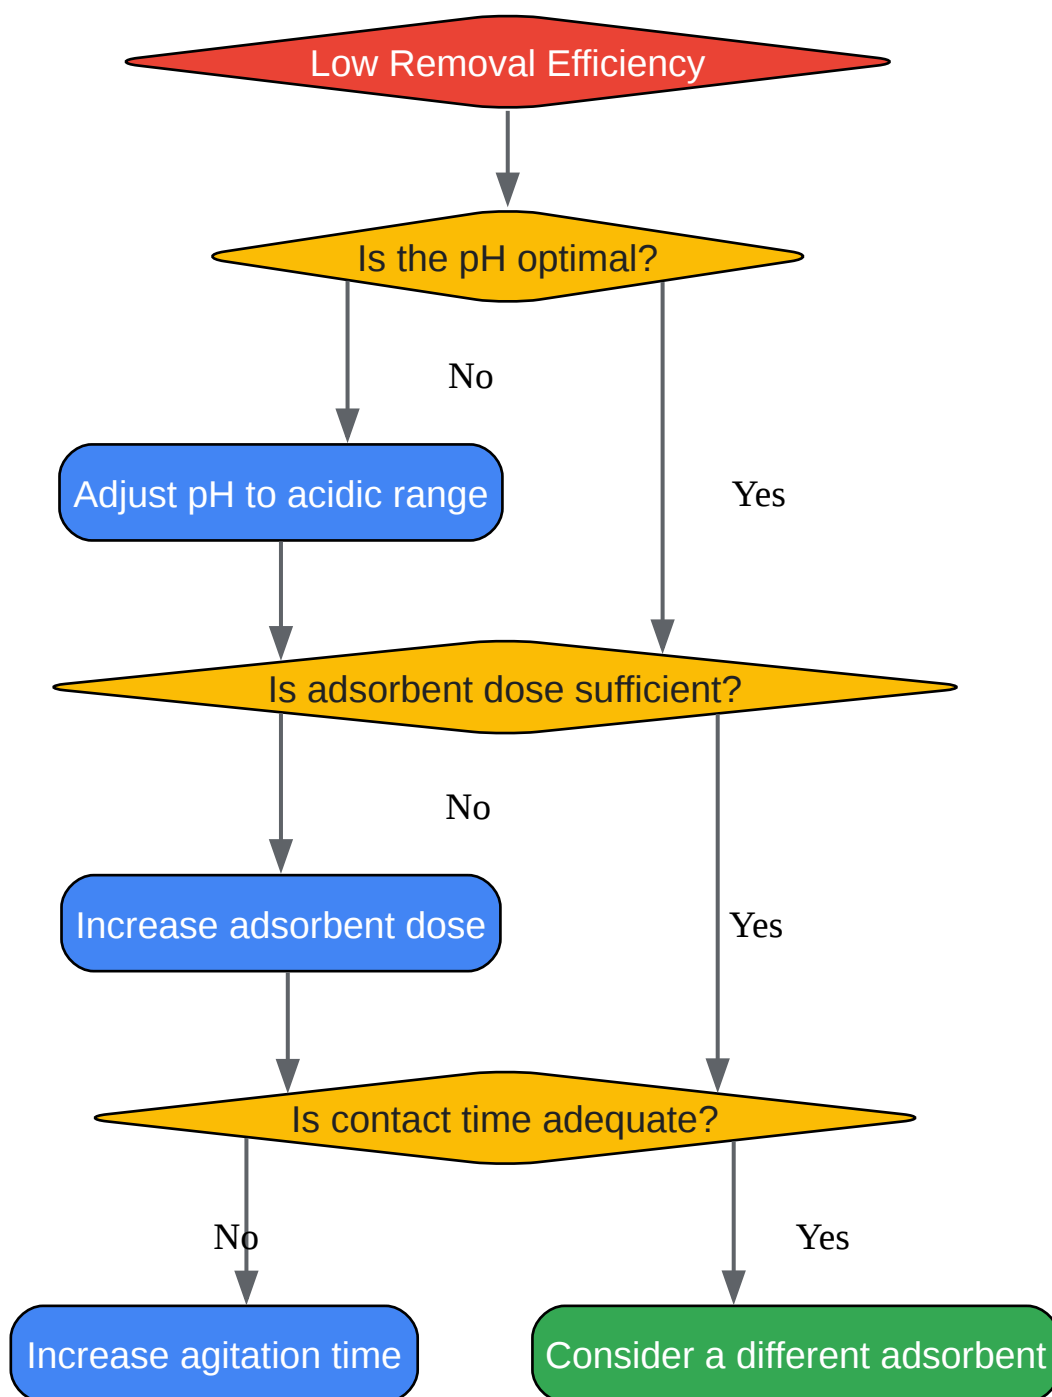 Low Removal Efficiency
Is the pH optimal?
No
Adjust pH to acidic range
Yes
Is adsorbent dose sufficient?
No
Increase adsorbent dose
Yes
Is contact time adequate?
No
Yes
Increase agitation time
Consider a different adsorbent